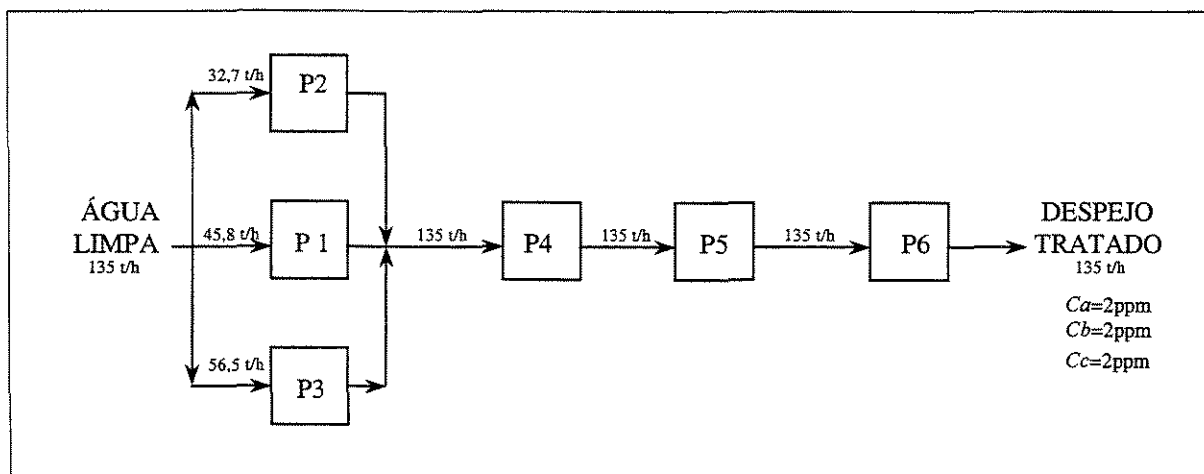 32,7 t/h
P2
ÁGUA
LIMPA
135 t/h
45,8 t/h
P 1
135 t/h
P4
135 t/h
P5
135 t/h
P6
DESPEJO
TRATADO
135 t/h
Ca=2ppm
Cb=2ppm
Cc=2ppm
56,5 t/h
P3